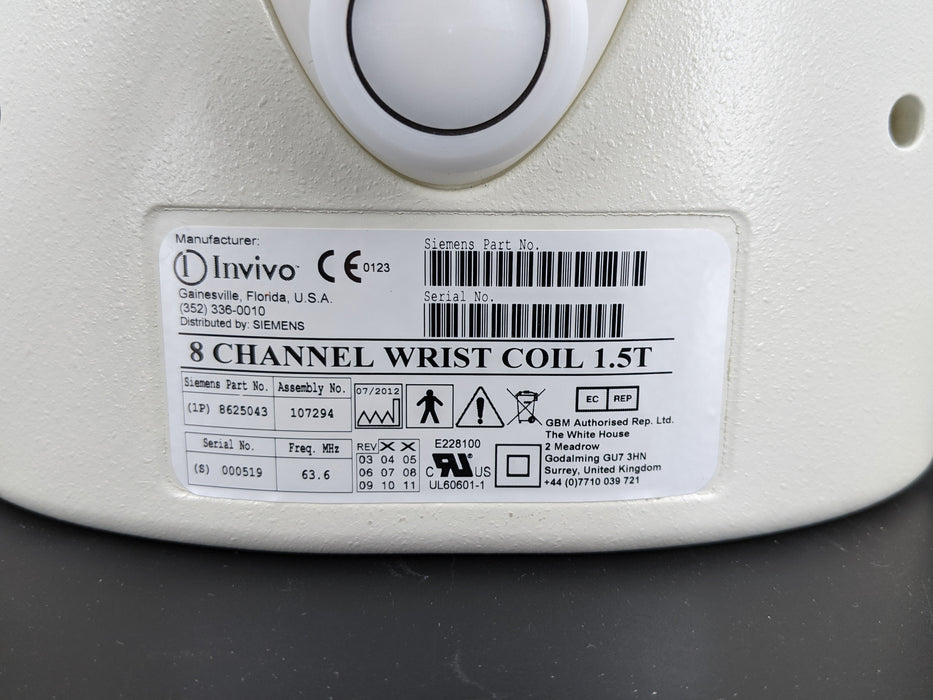 Manufacturer:
Invivo™ CE 0123
Gainesville, Florida, U.S.A.
(352) 336-0010
Distributed by: SIEMENS
Siemens Part No.
Serial No.
8 CHANNEL WRIST COIL 1.5T
Siemens Part No. Assembly No.
(1P) 8625043 107294
07/2012
EC REP
Serial No. Freq. MHz
(S) 000519 63.6
REV X X
03 04 05
06 07 08
09 10 11
E228100
C RU US
UL60601-1
GBM Authorised Rep. Ltd.
The White House
2 Meadrow
Godalming GU7 3HN
Surrey, United Kingdom
+44 (0)7710 039 721